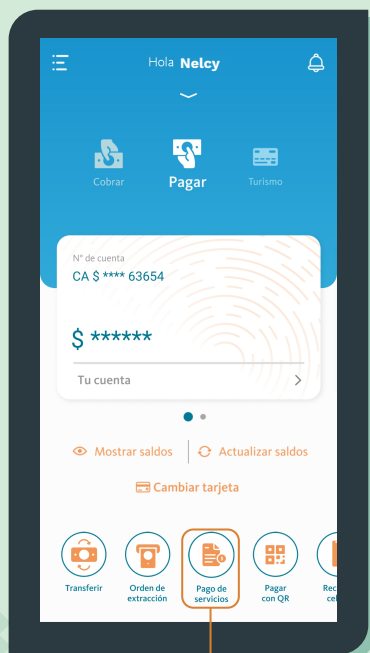 Hola Nelcy
Cobrar
Pagar
Turismo
N° de cuenta
CA $ **** 63654
$ ******
Tu cuenta
Mostrar saldos
Actualizar saldos
Cambiar tarjeta
Transferir
Orden de
extracción
Pago de
servicios
Pagar
con QR